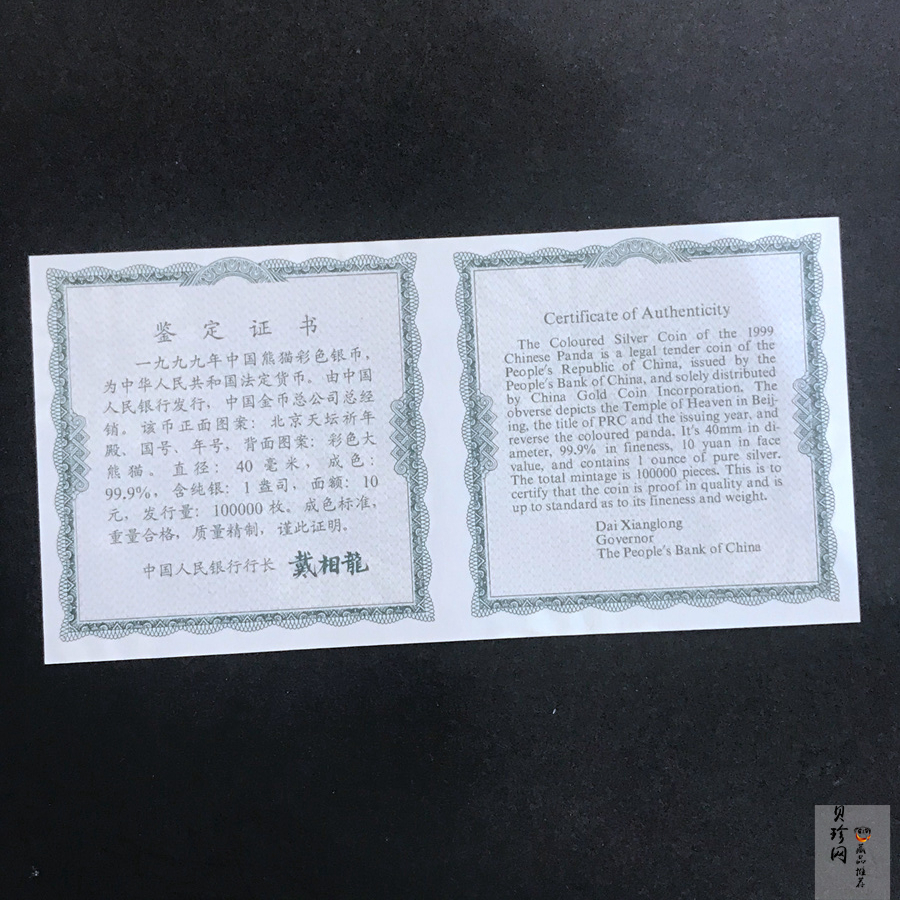 鉴定证书
一九九九年中国熊猫彩色银币,
为中华人民共和国法定货币。由中国
人民银行发行, 中国金币总公司总经
销。该币正面图案: 北京天坛祈年
殿、国号、年号, 背面图案: 彩色大
熊猫。直径: 40毫米, 成色:
99.9%, 含纯银: 1盎司, 面额: 10
元, 发行量: 100000枚。成色标准,
重量合格, 质量精制, 谨此证明。
中国人民银行行长 戴相龍
Certificate of Authenticity
The Coloured Silver Coin of the 1999
Chinese Panda is a legal tender coin of the
People's Republic of China, issued by the
People's Bank of China, and solely distributed
by China Gold Coin Incorporation. The
obverse depicts the Temple of Heaven in Beij-
ing, the title of PRC and the issuing year, and
reverse the coloured panda. It's 40mm in di-
ameter, 99.9% in fineness, 10 yuan in face
value, and contains 1 ounce of pure silver.
The total mintage is 100000 pieces. This is to
certify that the coin is proof in quality and is
up to standard as to its fineness and weight.
Dai Xianglong
Governor
The People's Bank of China
贝珍网
商品推荐